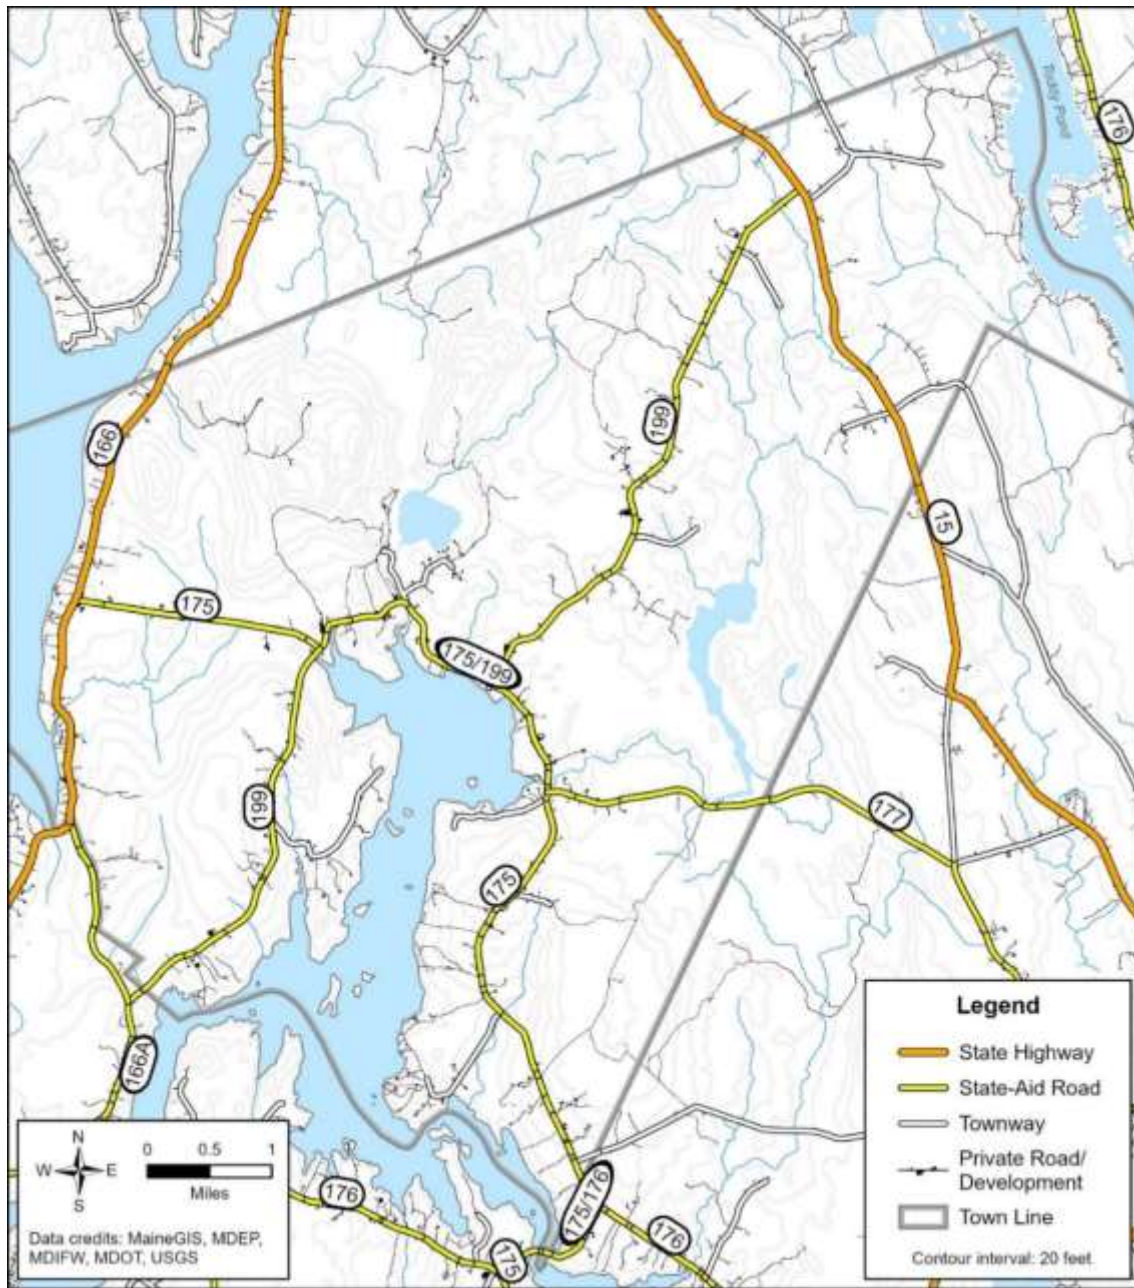 Toddy Pond
176
166
199
15
175
175/199
199
177
175
166A
175/176
176
176
175
Legend
State Highway
State-Aid Road
Townway
Private Road/
Development
Town Line
Contour interval: 20 feet
N
W
E
S
0 0.5 1
Miles
Data credits: MaineGIS, MDEP,
MDIFW, MDOT, USGS